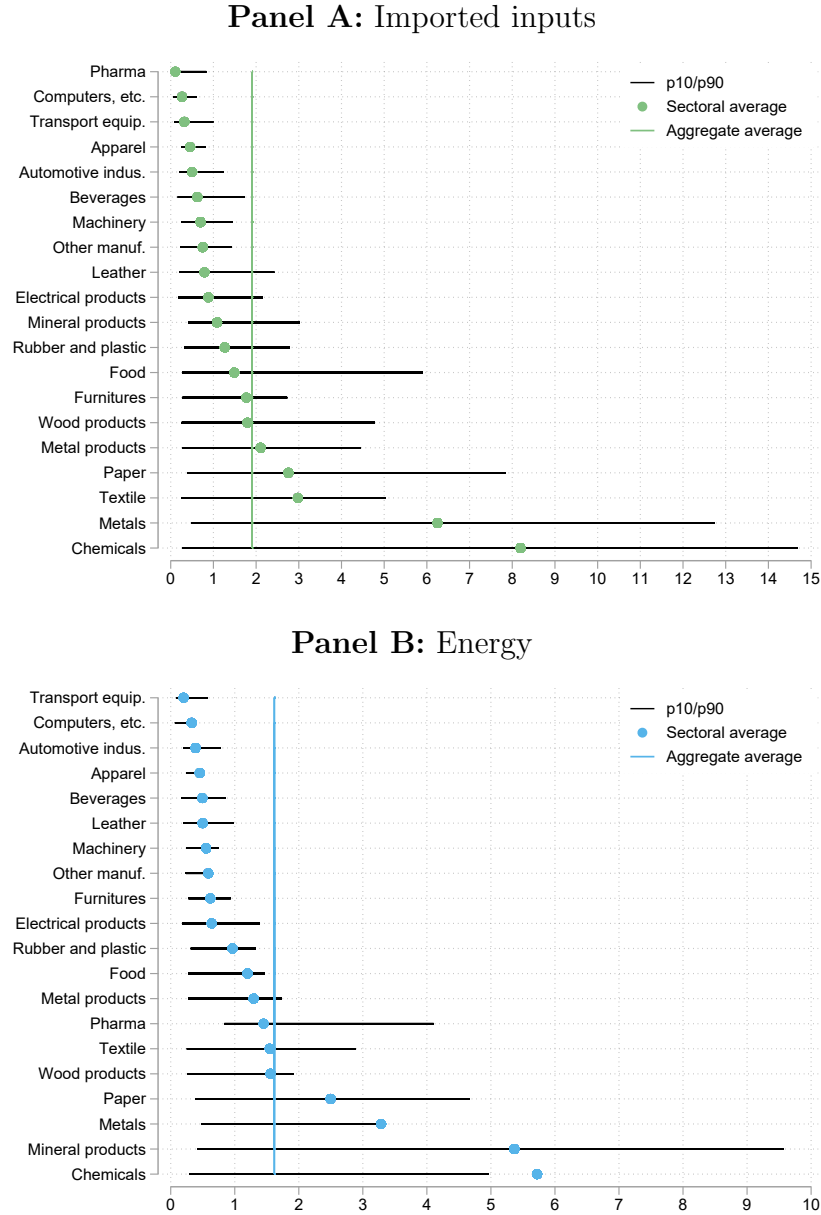 Panel A: Imported inputs
Pharma
Computers, etc.
Transport equip.
Apparel
Automotive indus.
Beverages
Machinery
Other manuf.
Leather
Electrical products
Mineral products
Rubber and plastic
Food
Furnitures
Wood products
Metal products
Paper
Textile
Metals
Chemicals
p10/p90
Sectoral average
Aggregate average
0 1 2 3 4 5 6 7 8 9 10 11 12 13 14 15
Panel B: Energy
Transport equip.
Computers, etc.
Automotive indus.
Apparel
Beverages
Leather
Machinery
Other manuf.
Furnitures
Electrical products
Rubber and plastic
Food
Metal products
Pharma
Textile
Wood products
Paper
Metals
Mineral products
Chemicals
p10/p90
Sectoral average
Aggregate average
0 1 2 3 4 5 6 7 8 9 10